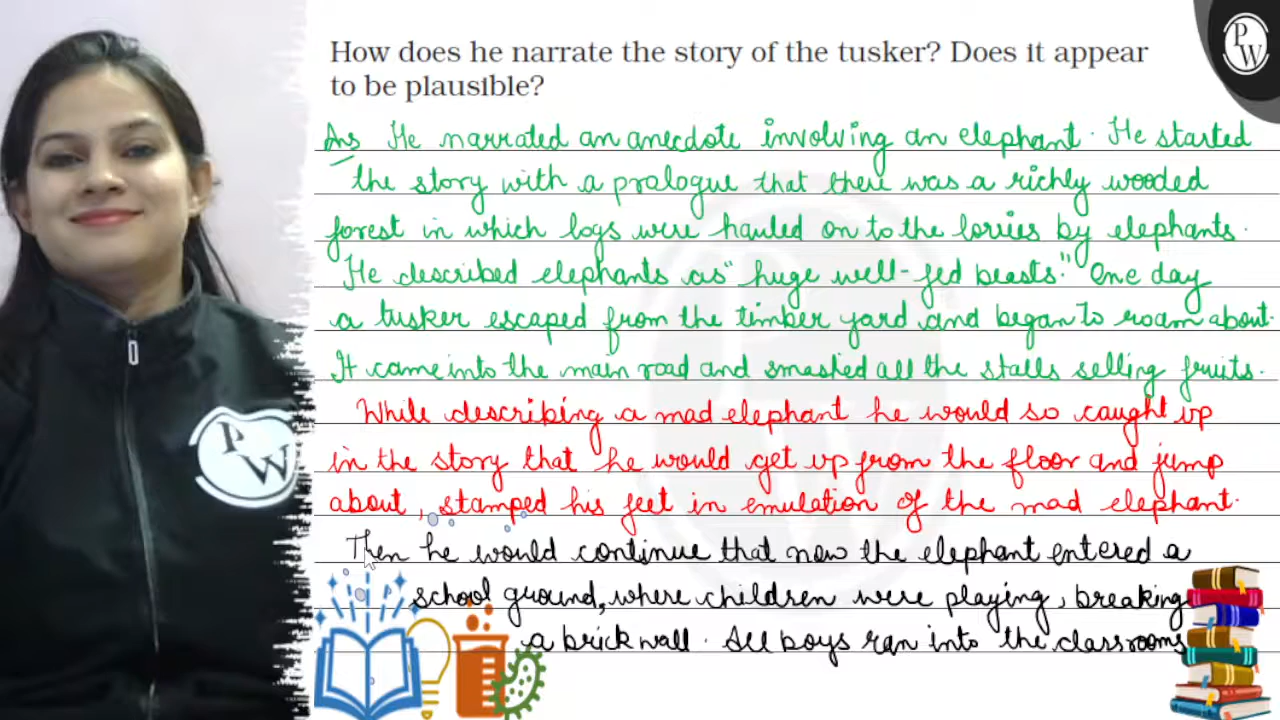 How does he narrate the story of the tusker? Does it appear
to be plausible?
Ans He narrated an anecdote involving an elephant. He started
the story with a prologue that there was a richly wooded
forest in which logs were hauled on to the lorries by elephants.
He described elephants as "huge well-fed beasts." One day
a tusker escaped from the timber yard and began to roam about.
It came into the main road and smashed all the stalls selling fruits.
While describing a mad elephant he would so caught up
in the story that he would get up from the floor and jump
about, stamped his feet in emulation of the mad elephant.
Then he would continue that now the elephant entered a
school ground, where children were playing, breaking
a brick wall. All boys ran into the classrooms
PW
PW